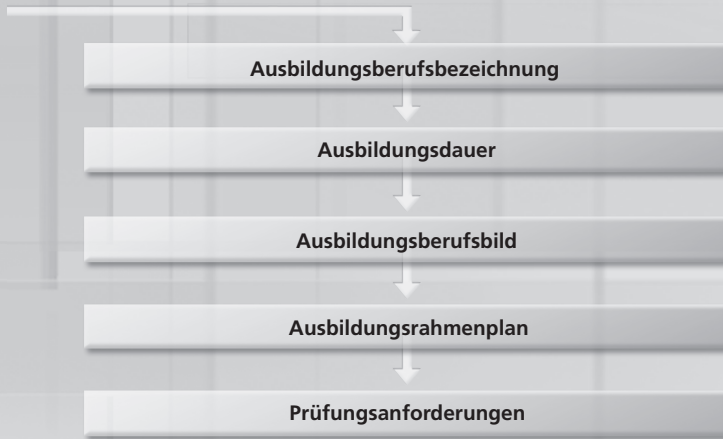 Ausbildungsberufsbezeichnung
Ausbildungsdauer
Ausbildungsberufsbild
Ausbildungsrahmenplan
Prüfungsanforderungen